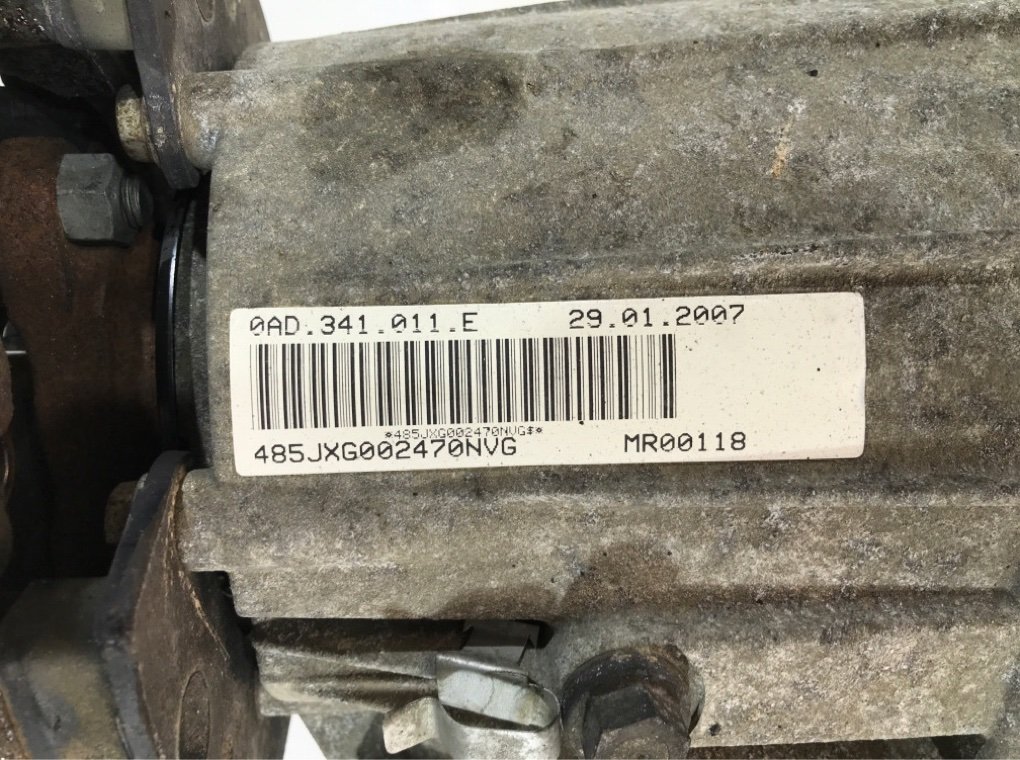 0AD.341.011.E 29.01.2007
*485JXG002470NVG$*
485JXG002470NVG MR00118